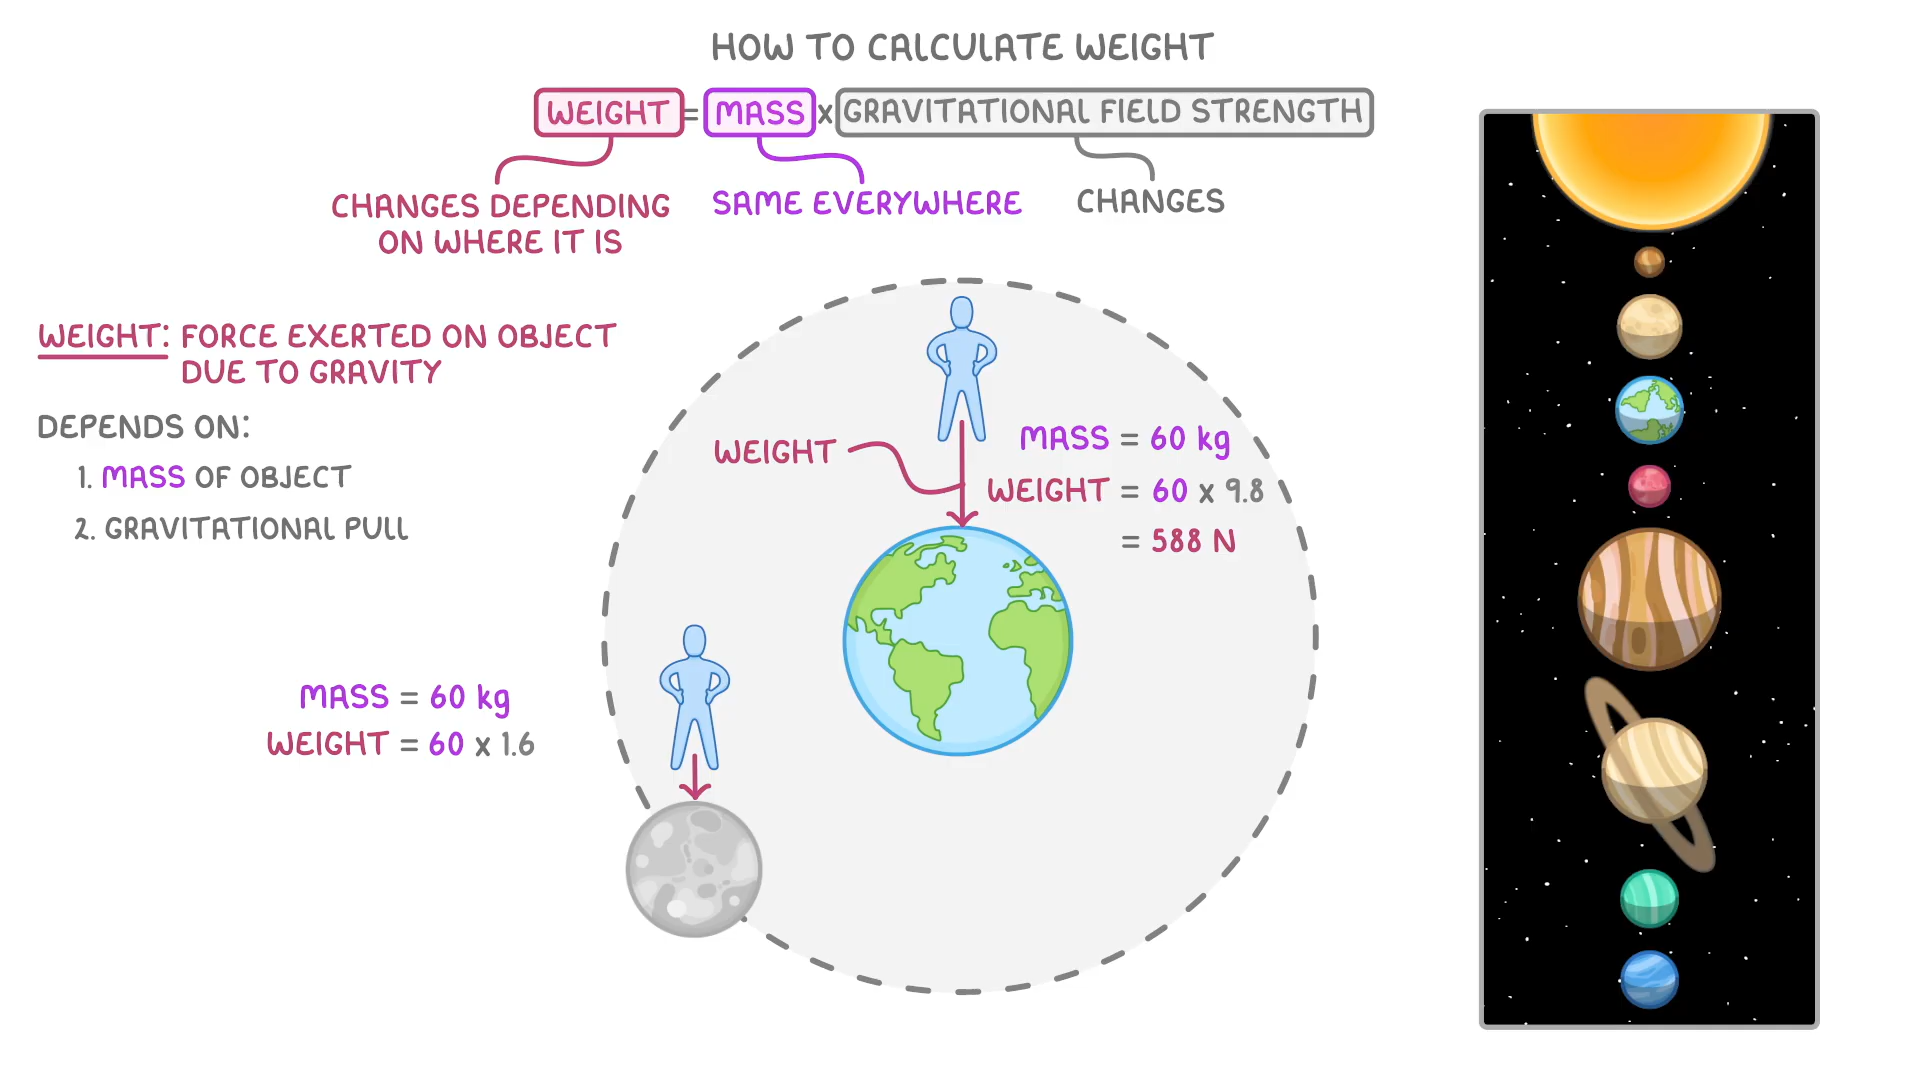 HOW TO CALCULATE WEIGHT
WEIGHT = MASS x GRAVITATIONAL FIELD STRENGTH
CHANGES DEPENDING
ON WHERE IT IS
SAME EVERYWHERE
CHANGES
WEIGHT: FORCE EXERTED ON OBJECT
DUE TO GRAVITY
DEPENDS ON:
1. MASS OF OBJECT
2. GRAVITATIONAL PULL
WEIGHT
MASS = 60 kg
WEIGHT = 60 x 9.8
= 588 N
MASS = 60 kg
WEIGHT = 60 x 1.6